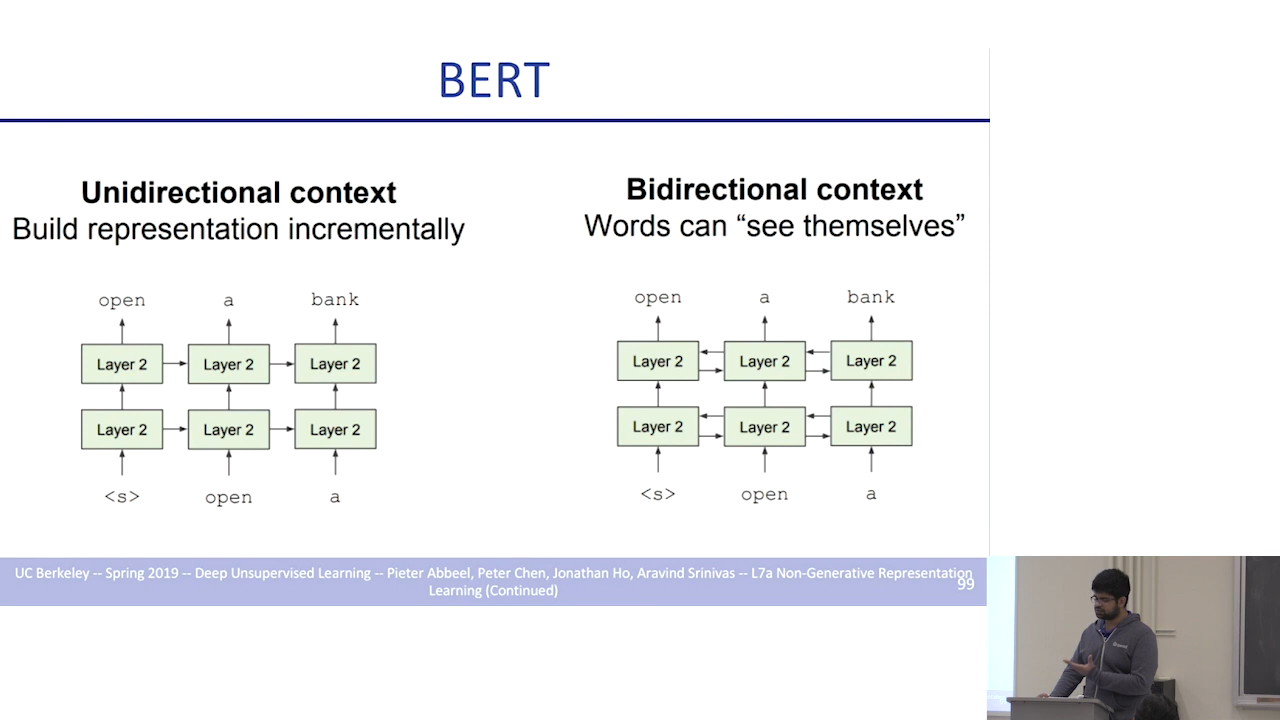 BERT
Unidirectional context
Build representation incrementally
Bidirectional context
Words can “see themselves”
open a bank
Layer 2 Layer 2 Layer 2
Layer 2 Layer 2 Layer 2
<s> open a
open a bank
Layer 2 Layer 2 Layer 2
Layer 2 Layer 2 Layer 2
<s> open a
UC Berkeley -- Spring 2019 -- Deep Unsupervised Learning -- Pieter Abbeel, Peter Chen, Jonathan Ho, Aravind Srinivas -- L7a Non-Generative Representation
Learning (Continued)
99